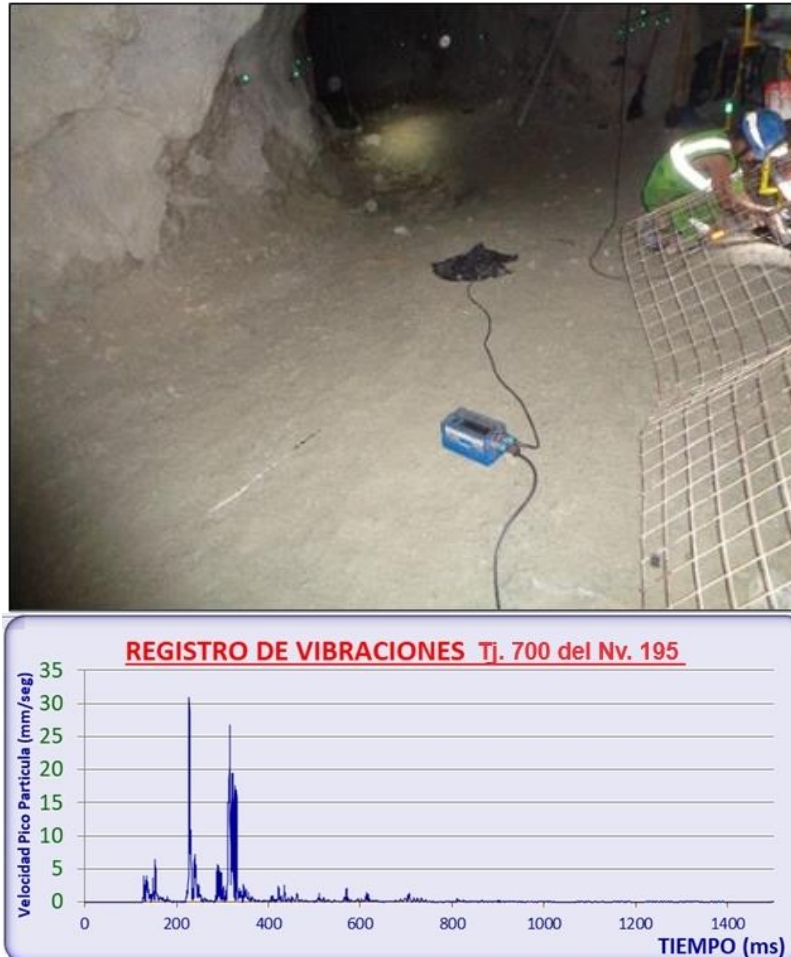 REGISTRO DE VIBRACIONES Tj. 700 del Nv. 195
Velocidad Pico Particula (mm/seg)
35
30
25
20
15
10
5
0
0 200 400 600 800 1000 1200 1400
TIEMPO (ms)